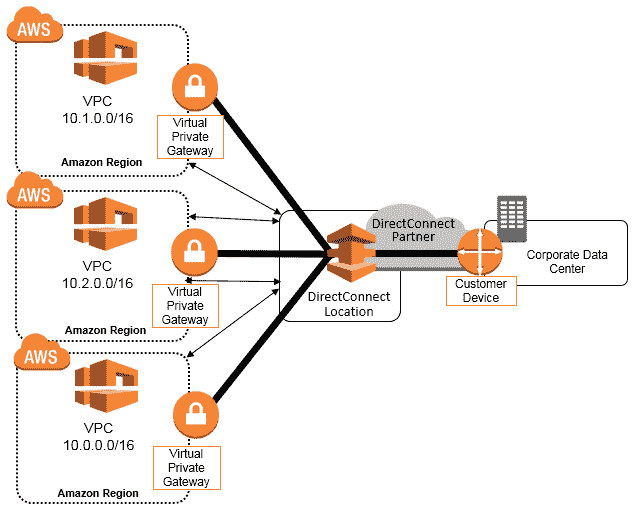 AWS
VPC
10.1.0.0/16
Virtual
Private
Gateway
Amazon Region
AWS
VPC
10.2.0.0/16
Virtual
Private
Gateway
Amazon Region
AWS
VPC
10.0.0.0/16
Virtual
Private
Gateway
Amazon Region
DirectConnect
Partner
DirectConnect
Location
Customer
Device
Corporate Data
Center